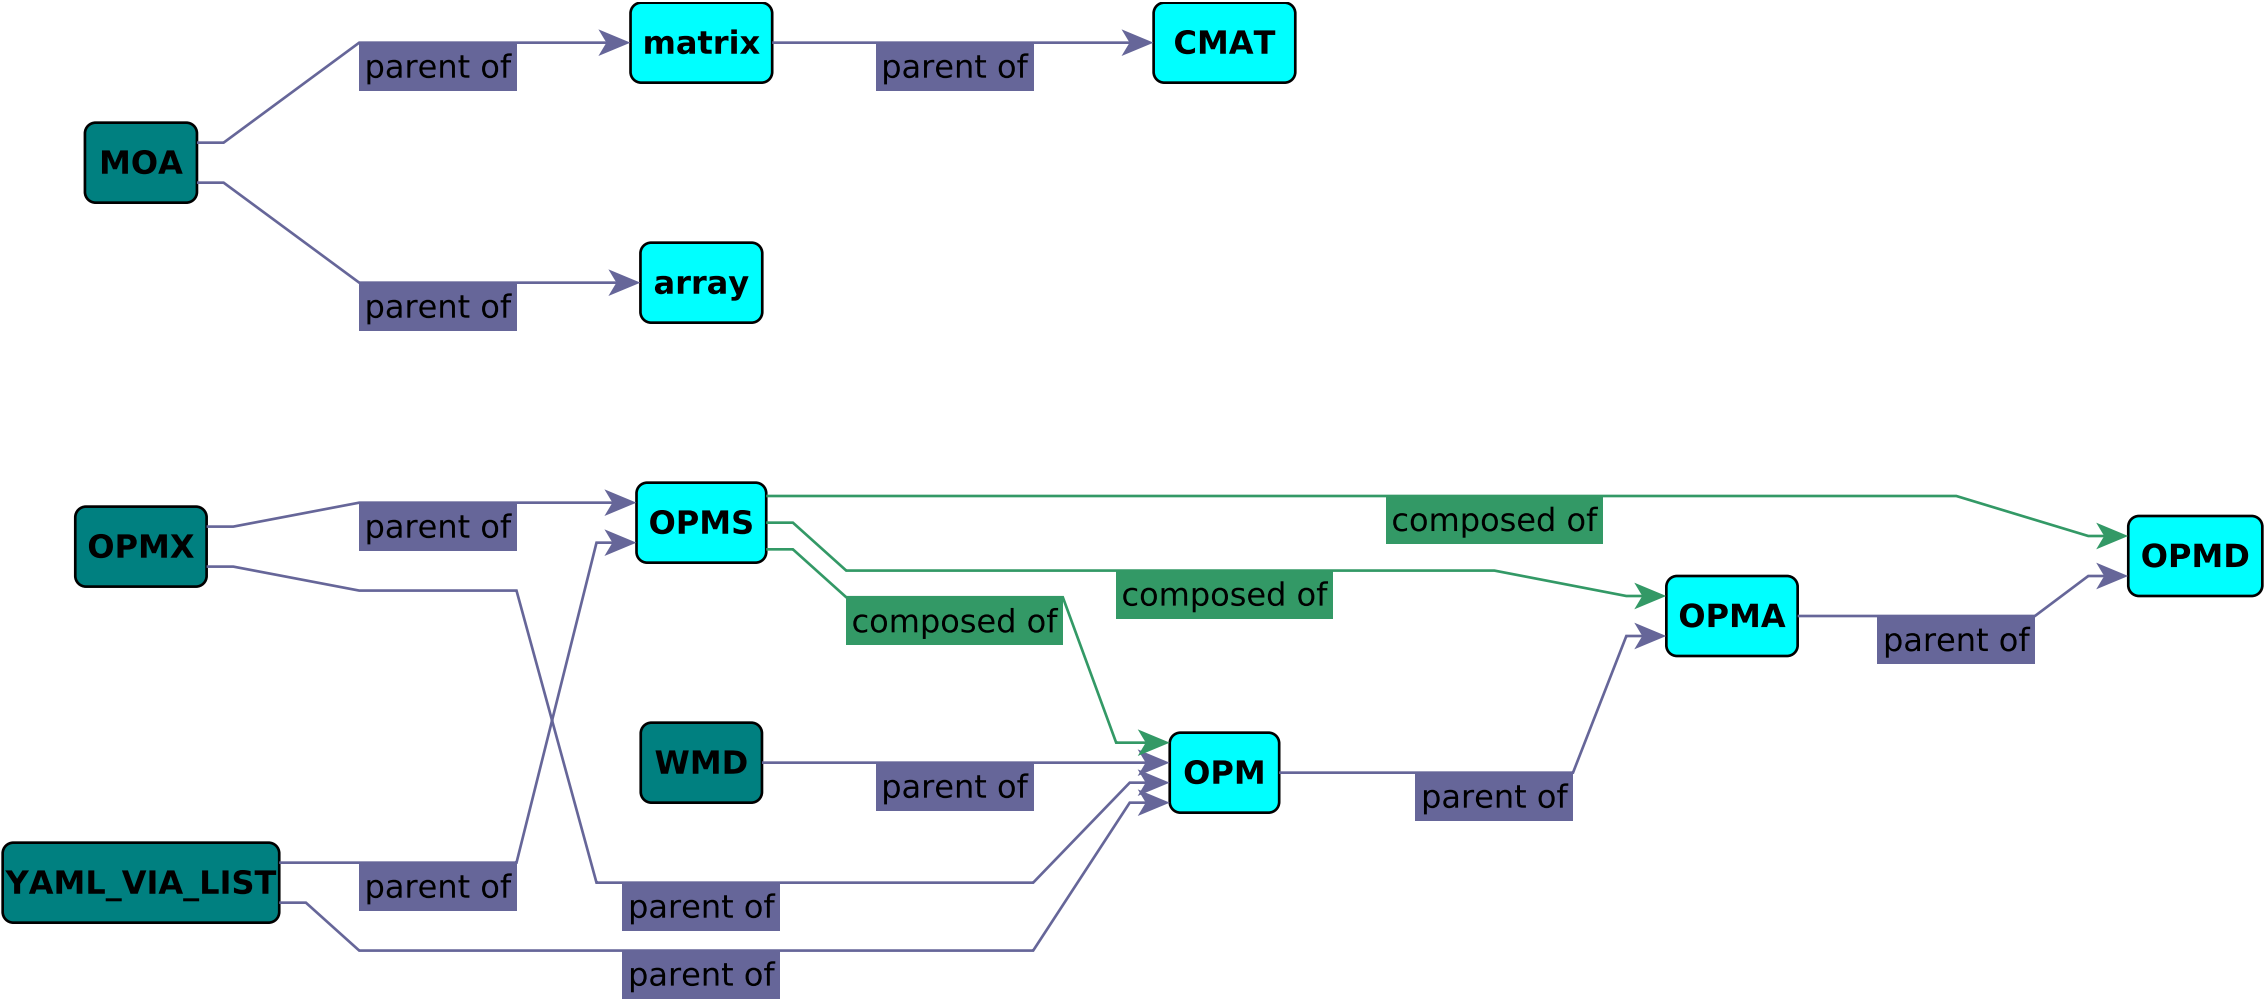 matrix
CMAT
parent of
parent of
MOA
array
parent of
OPMS
composed of
OPMX
parent of
OPMD
composed of
OPMA
composed of
parent of
WMD
OPM
parent of
parent of
YAML_VIA_LIST
parent of
parent of
parent of